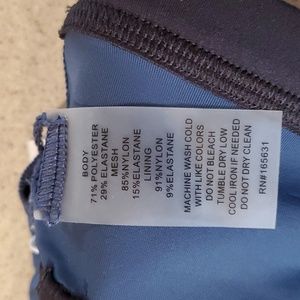 BODY
71% POLYESTER
29% ELASTANE
MESH
85%NYLON
15%ELASTANE
LINING
91%NYLON
9%ELASTANE
MACHINE WASH COLD
WITH LIKE COLORS
DO NOT BLEACH
TUMBLE DRY LOW
COOL IRON IF NEEDED
DO NOT DRY CLEAN
RN#165631